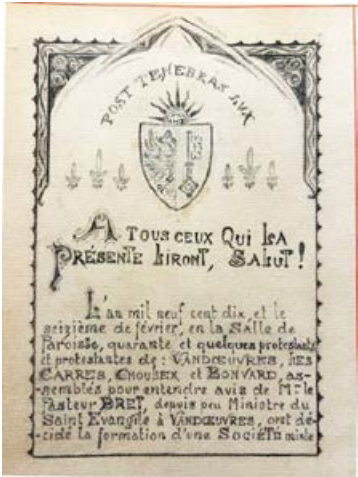 POST TENEBRAS LUX
A TOUS CEUX QUI LA
PRÉSENTE LIRONT, SALUT!
L'an mil neuf cent dix, et le
seizième de février, en la Salle de
Paroisse, quarante et quelques protestants
et protestantes de : VANDŒUVRES, LES
CARRES, CHOULEX et BONVARD, as-
semblés pour entendre avis de Mr. le
Pasteur BRET, depuis peu Ministre du
Saint Evangile à VANDŒUVRES, ont dé-
cidé la formation d'une SOCIÉTÉ mixte